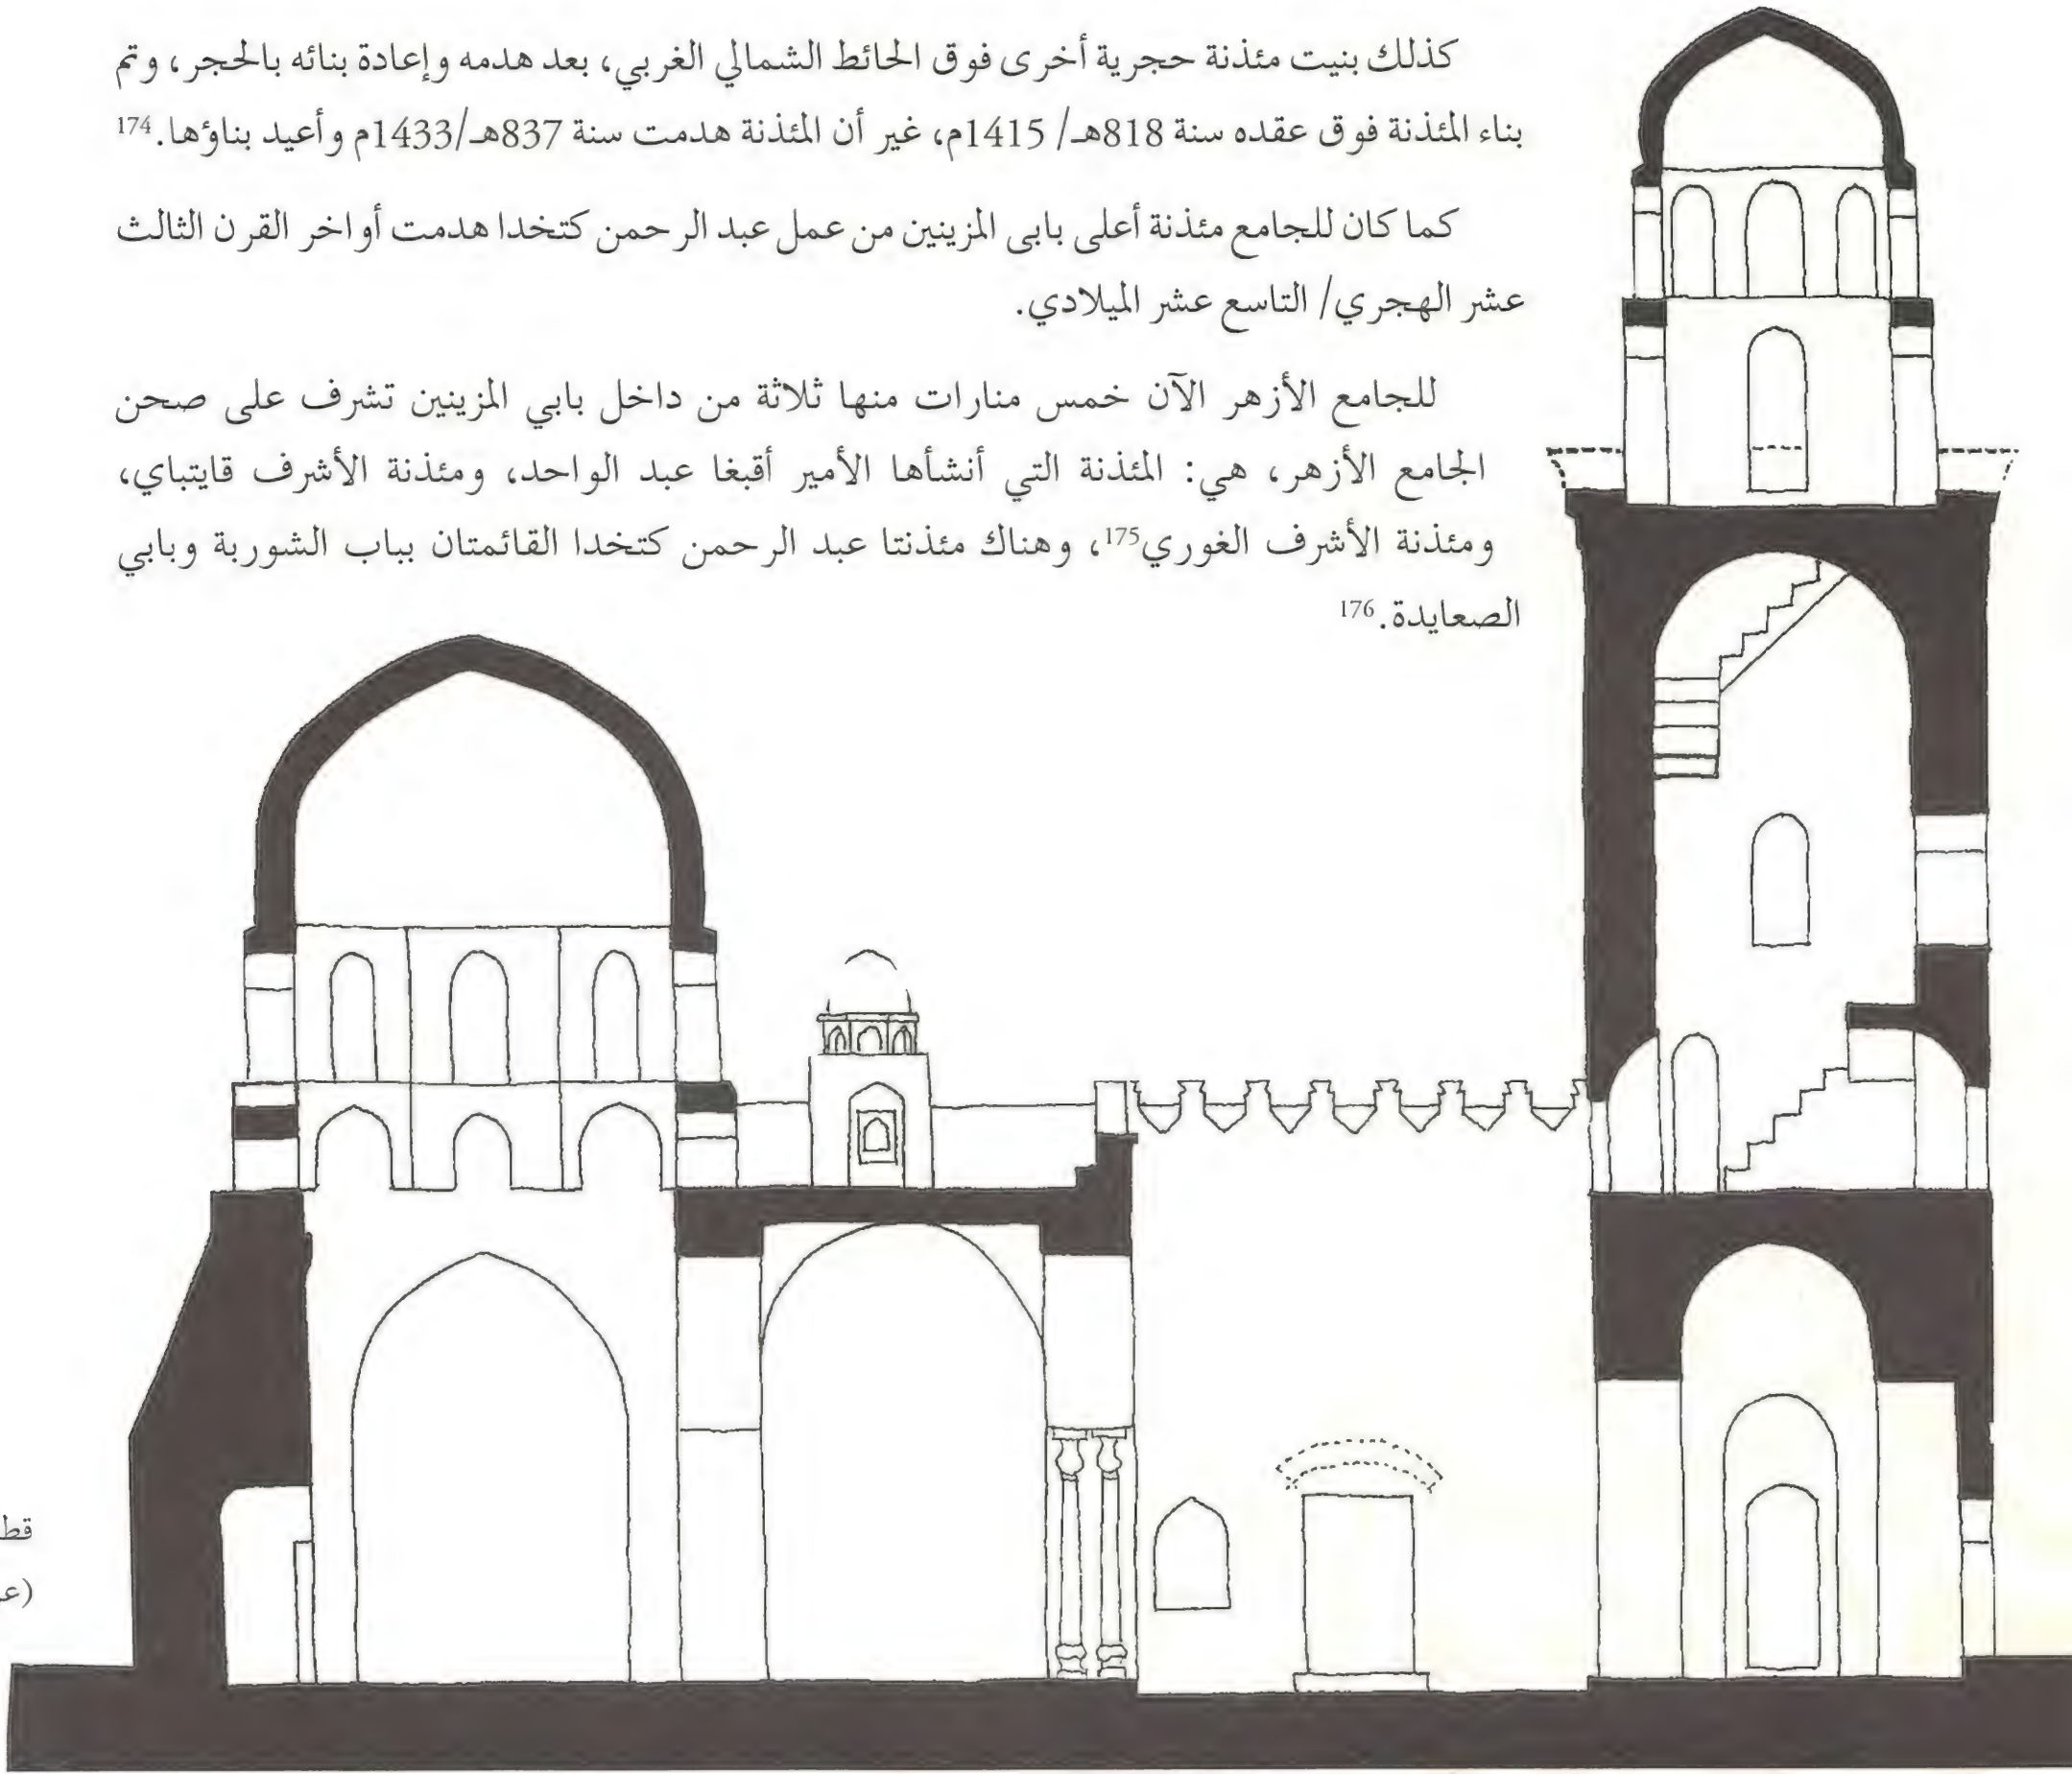 كذلك بنيت مئذنة حجرية أخرى فوق الحائط الشمالي الغربي، بعد هدمه وإعادة بنائه بالحجر، وتم
بناء المئذنة فوق عقده سنة 818هـ/ 1415م، غير أن المئذنة هدمت سنة 837هـ/1433م وأعيد بناؤها.174
كما كان للجامع مئذنة أعلى بابى المزينين من عمل عبد الرحمن كتخدا هدمت أواخر القرن الثالث
عشر الهجري/ التاسع عشر الميلادي.
للجامع الأزهر الآن خمس منارات منها ثلاثة من داخل بابي المزينين تشرف على صحن
الجامع الأزهر، هي: المئذنة التي أنشأها الأمير أقبغا عبد الواحد، ومئذنة الأشرف قايتباي،
ومئذنة الأشرف الغوري175، وهناك مئذنتا عبد الرحمن كتخدا القائمتان بباب الشوربة وبابي
الصعايدة.176